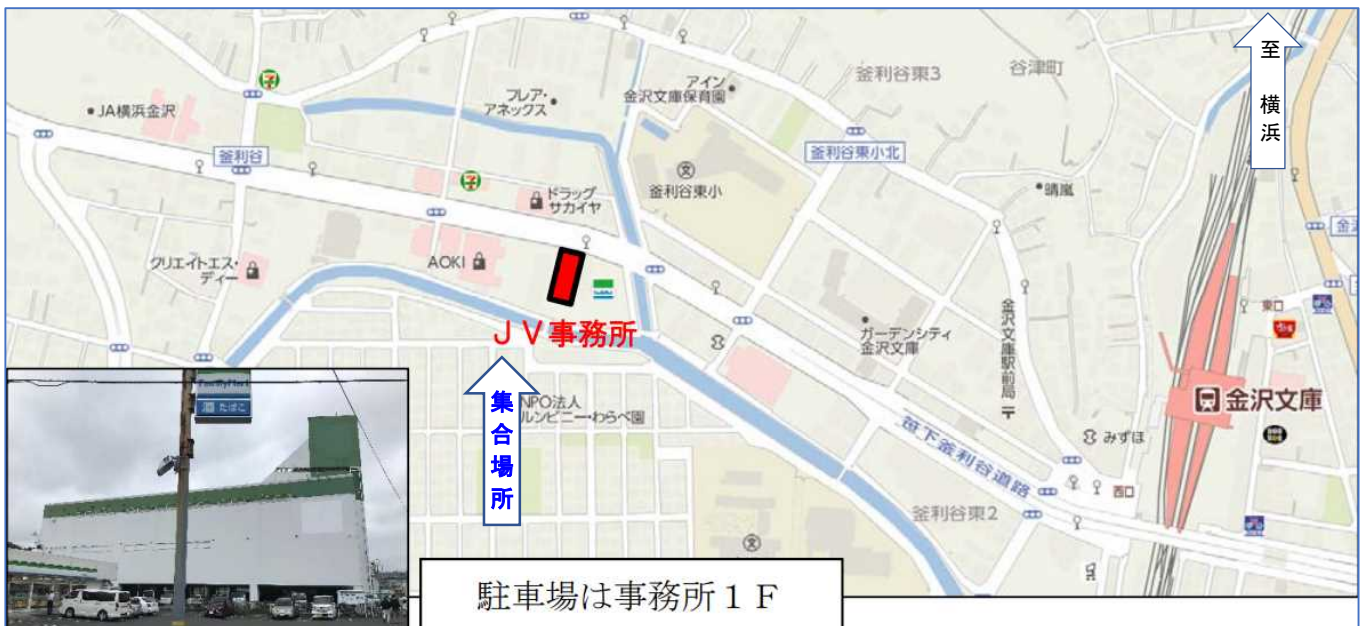 至
横
浜
谷津町
釜利谷東3
アイン
金沢文庫保育園
フレア・
アネックス
JA横浜金沢
釜利谷
釜利谷東小北
釜利谷東小
晴嵐
ドラッグ
サカイヤ
クリエイトエス・
ディー
AOKI
ＪＶ事務所
集
合
場
所
NPO法人
ルンビニー・わらべ園
ガーデンシティ
金沢文庫
金沢文庫駅前局
みずほ
東口
金沢文庫
西口
笹下釜利谷道路
釜利谷東2
FamilyMart
たばこ
駐車場は事務所１Ｆ